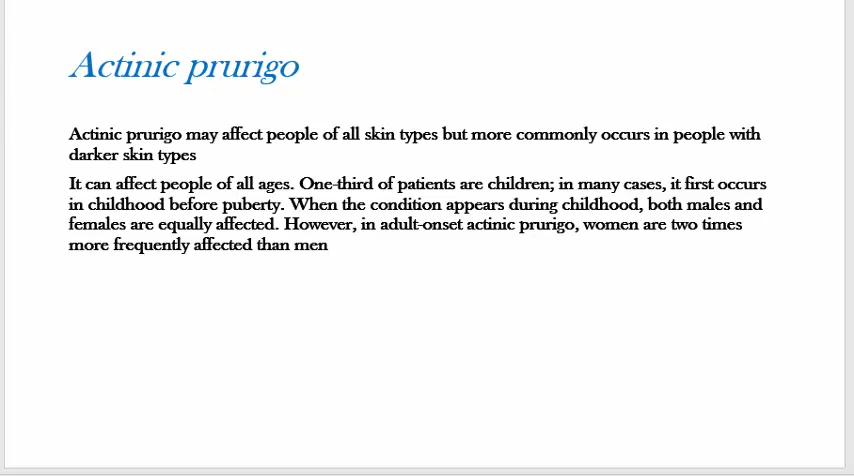 Actinic prurigo
Actinic prurigo may affect people of all skin types but more commonly occurs in people with
darker skin types
It can affect people of all ages. One-third of patients are children; in many cases, it first occurs
in childhood before puberty. When the condition appears during childhood, both males and
females are equally affected. However, in adult-onset actinic prurigo, women are two times
more frequently affected than men